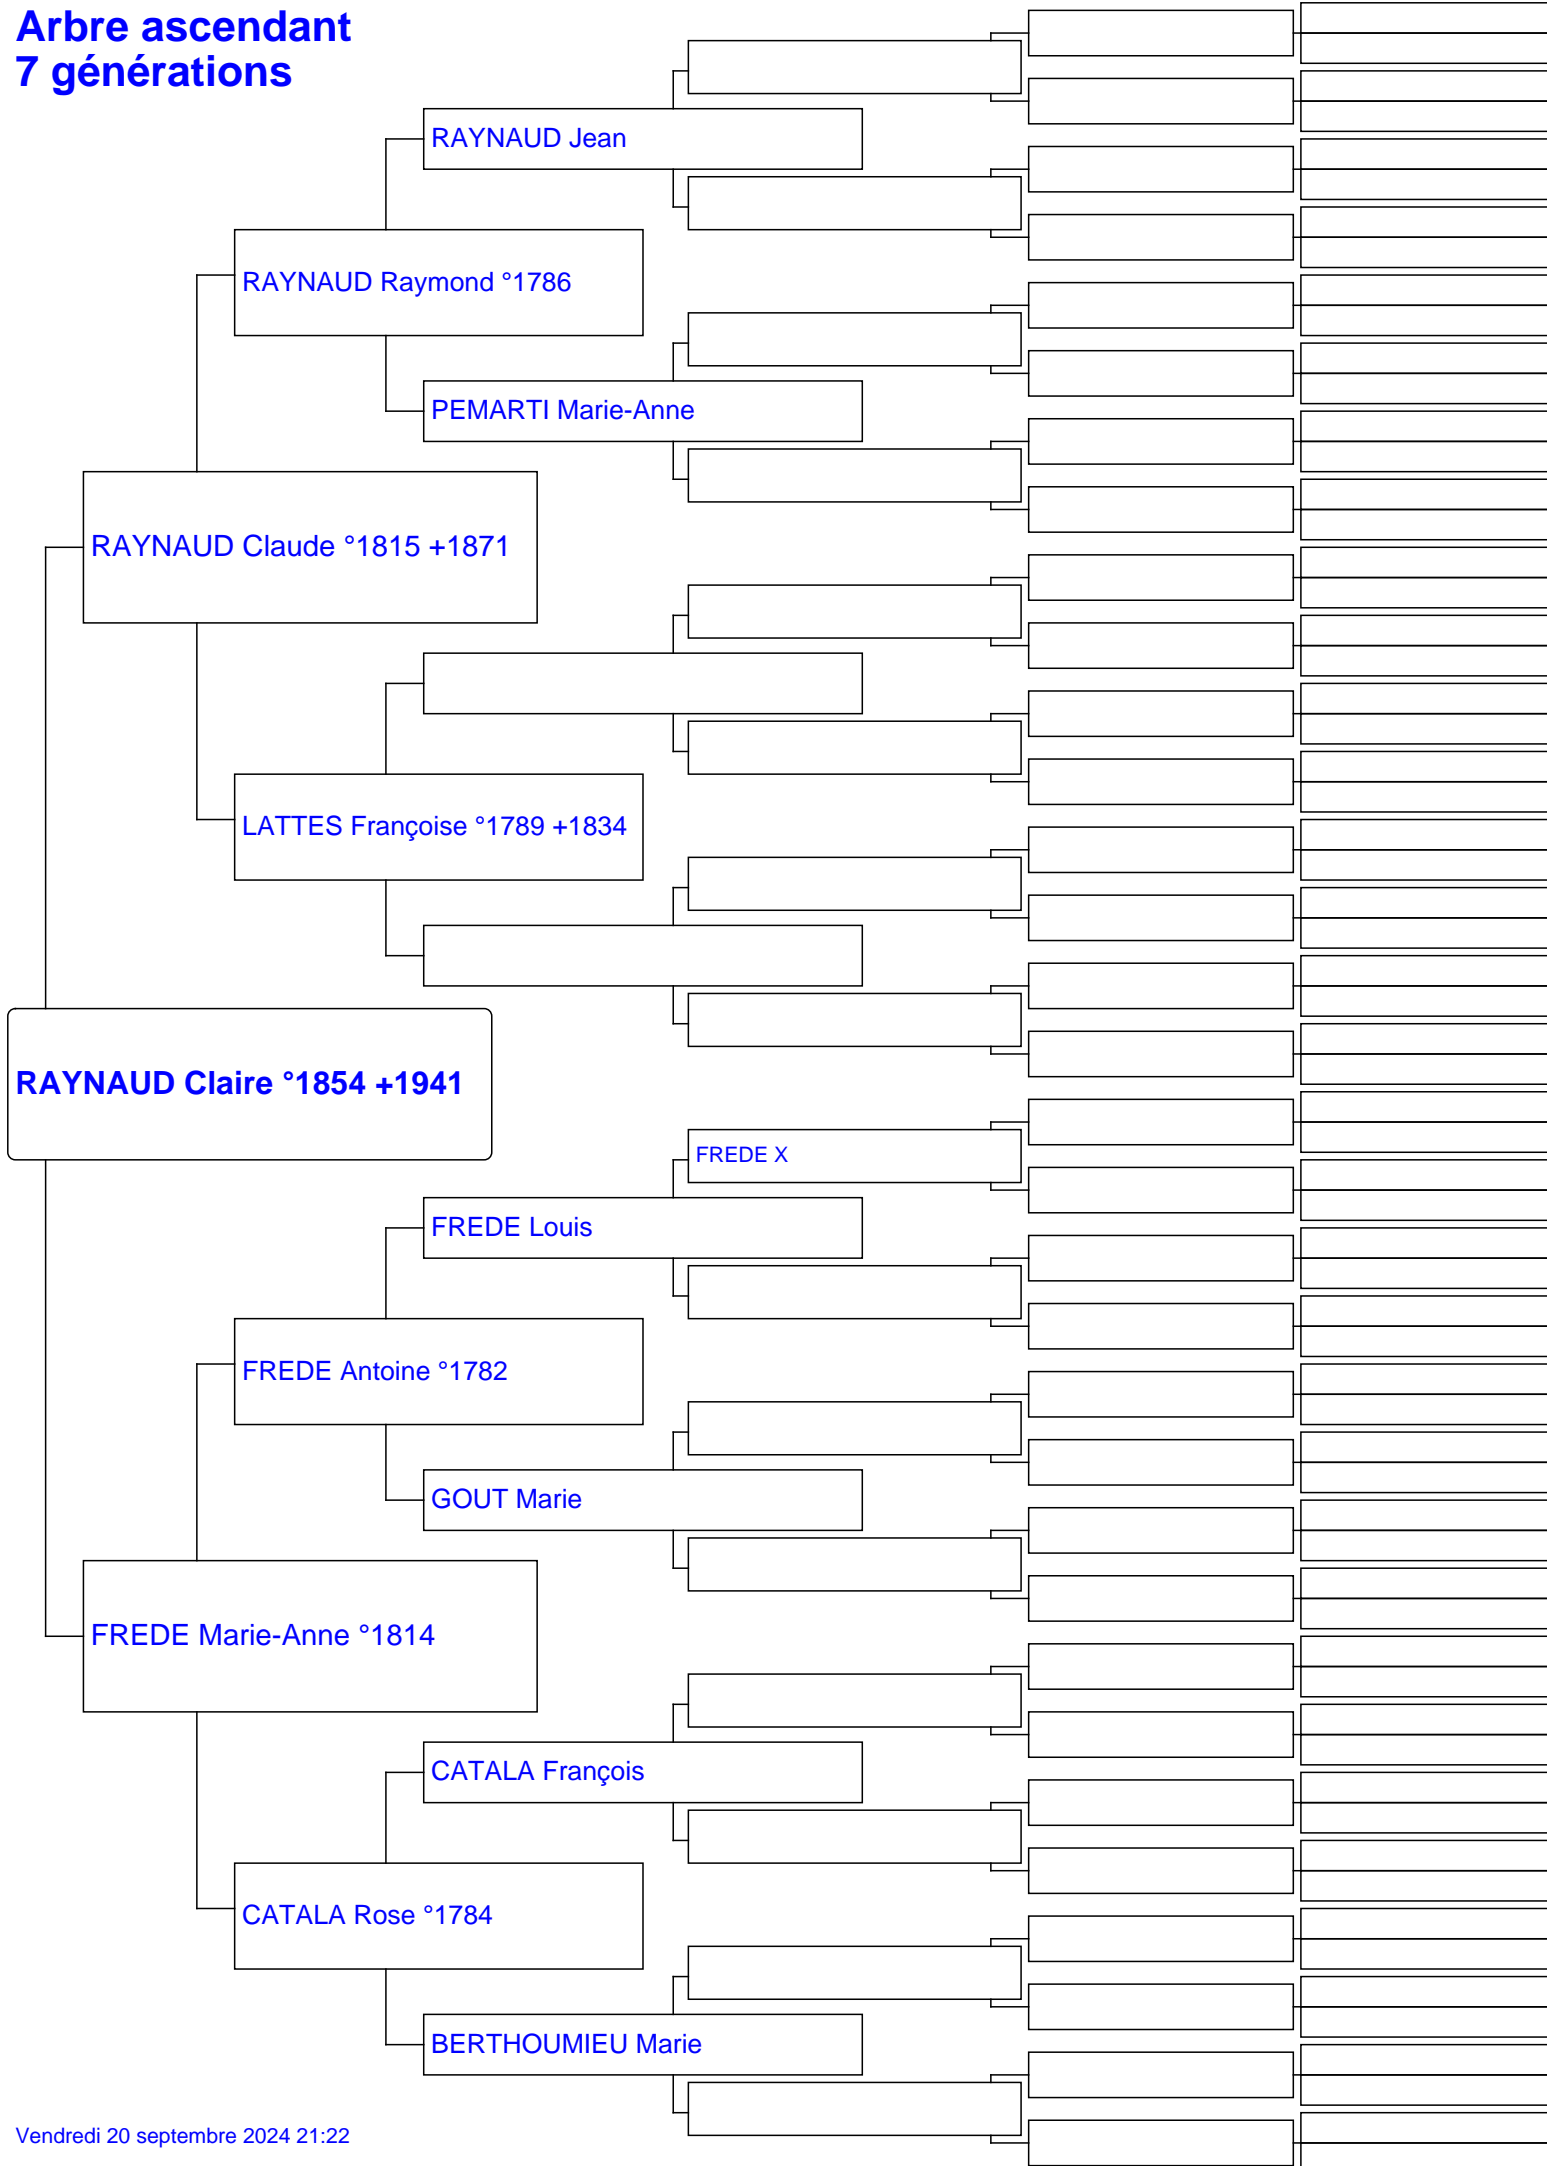 Arbre ascendant
7 générations
RAYNAUD Jean
RAYNAUD Raymond °1786
PEMARTI Marie-Anne
RAYNAUD Claude °1815 +1871
LATTES Françoise °1789 +1834
RAYNAUD Claire °1854 +1941
FREDE X
FREDE Louis
FREDE Antoine °1782
GOUT Marie
FREDE Marie-Anne °1814
CATALA François
CATALA Rose °1784
BERTHOUMIEU Marie
Vendredi 20 septembre 2024 21:22